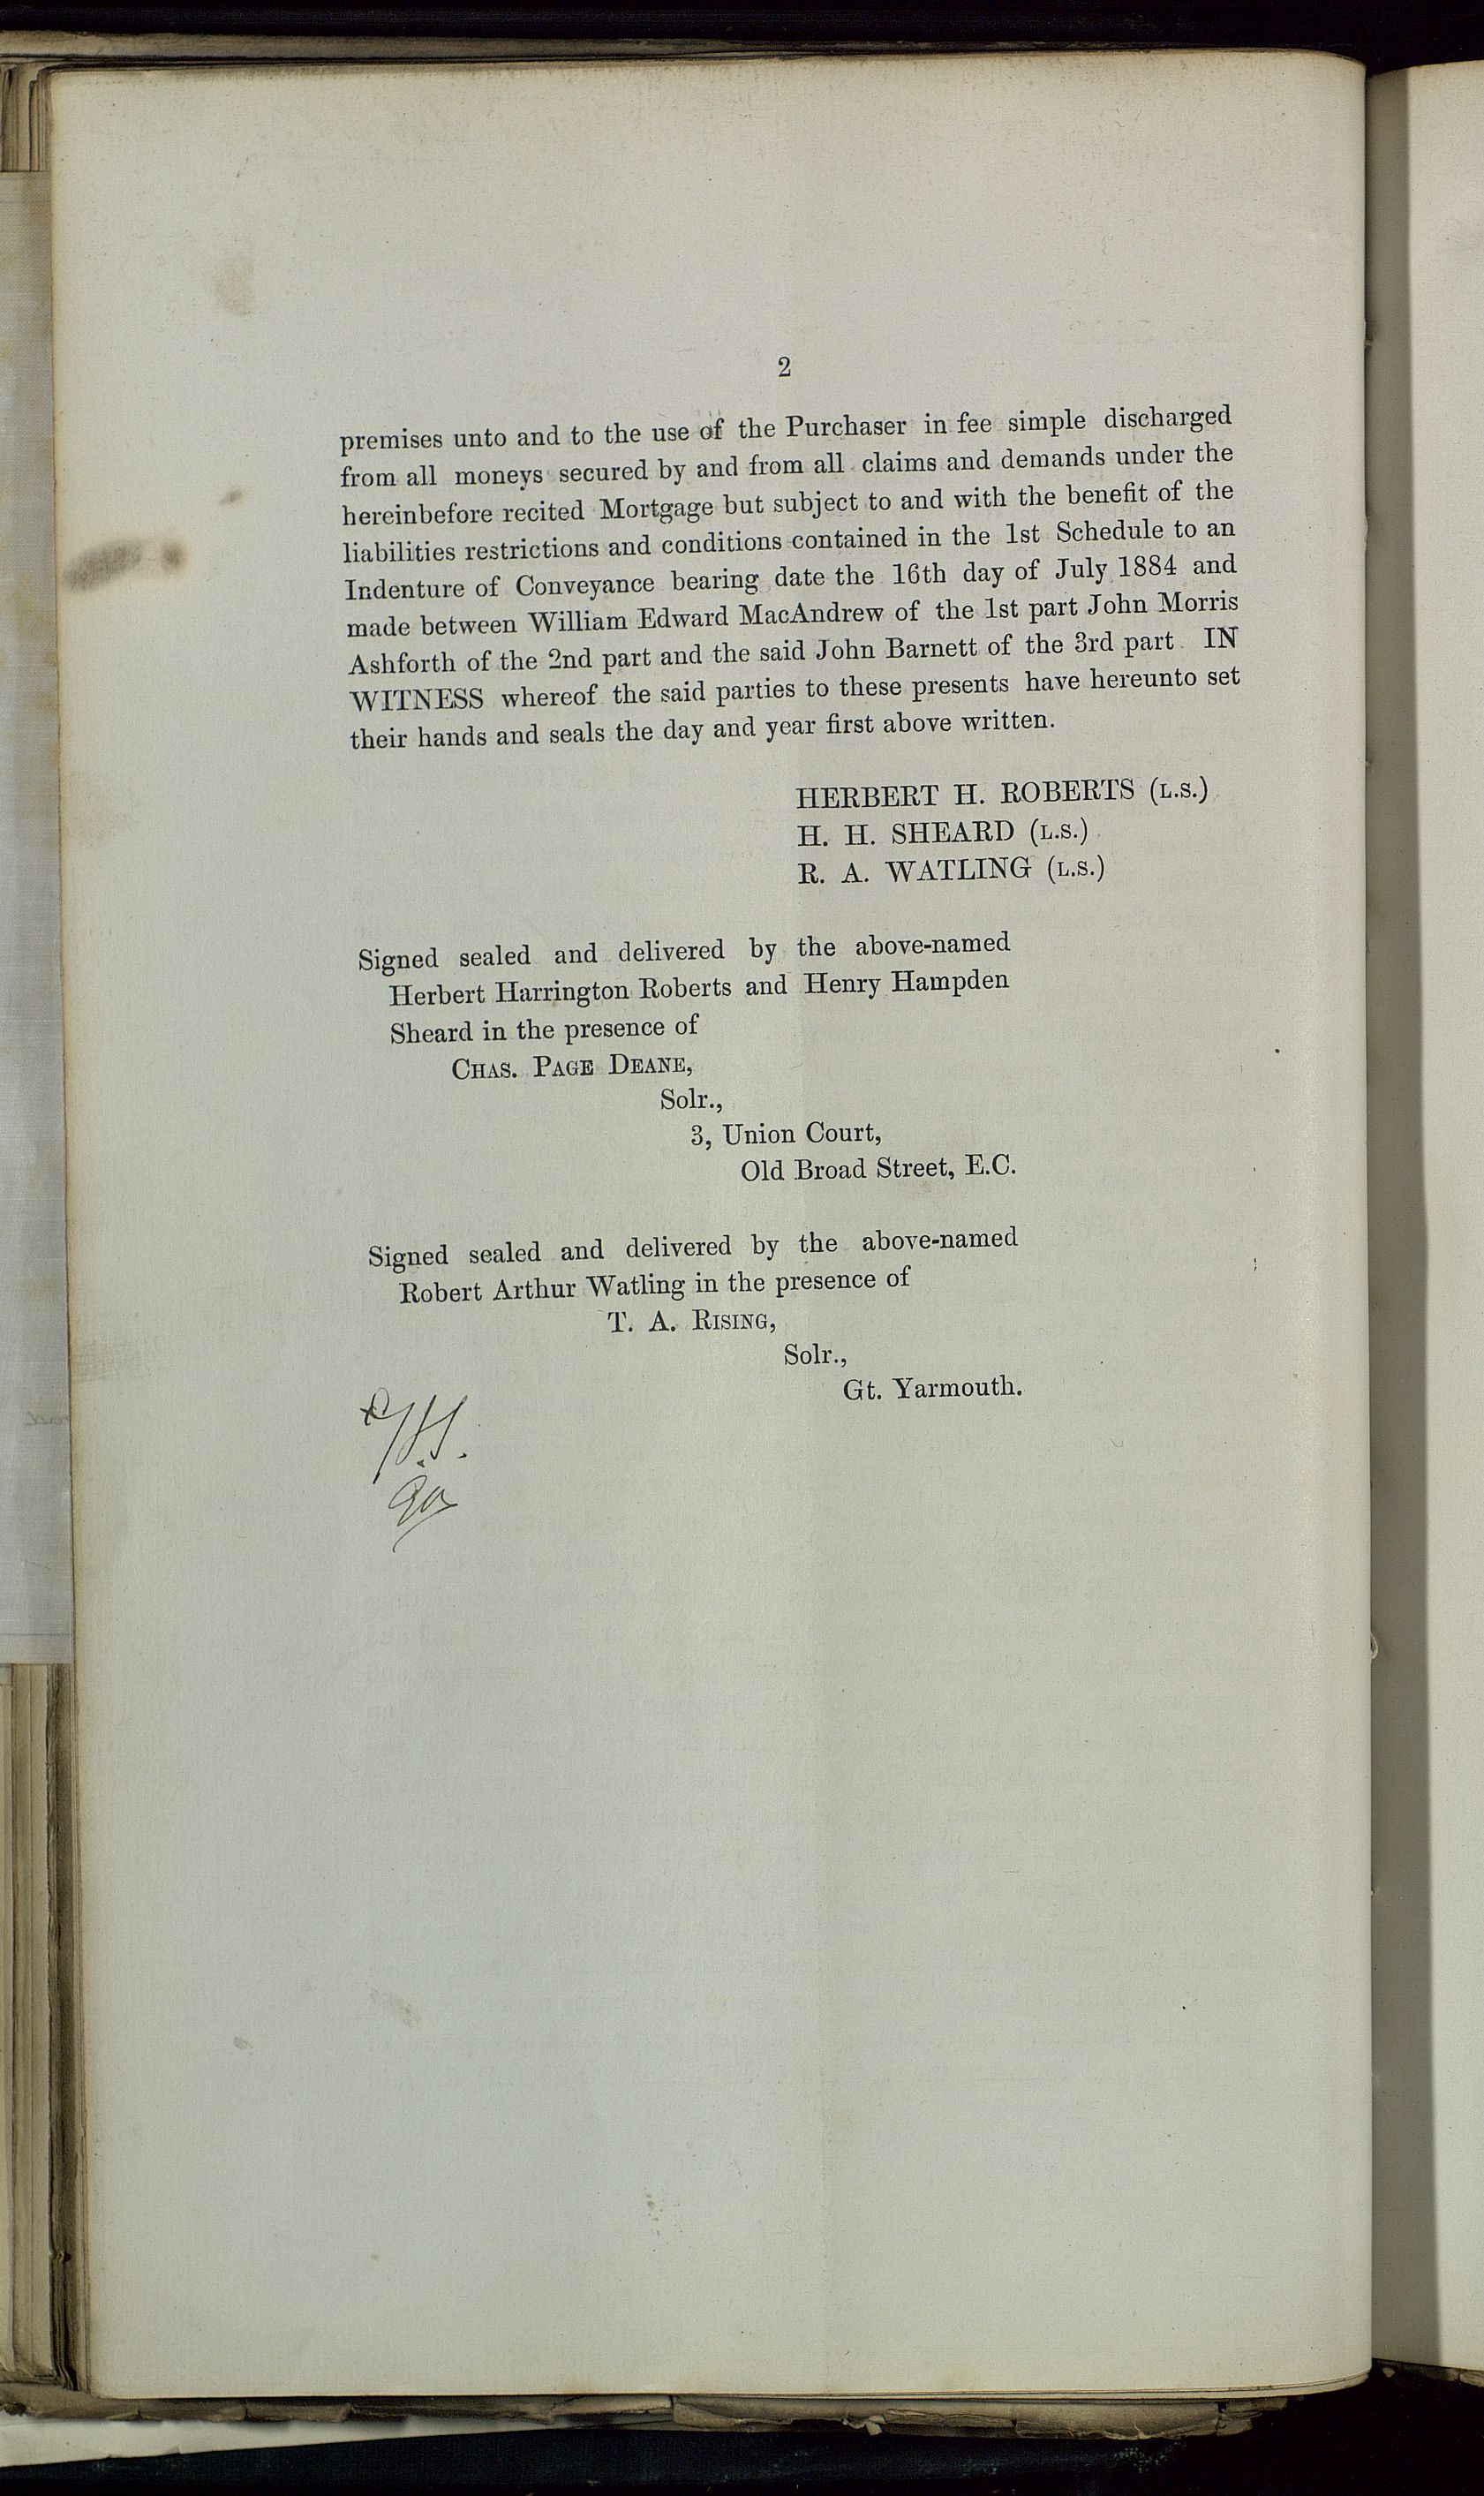 2
premises unto and to the use of the Purchaser in fee simple discharged
from all moneys secured by and from all claims and demands under the
hereinbefore recited Mortgage but subject to and with the benefit of the
liabilities restrictions and conditions contained in the 1st Schedule to an
Indenture of Conveyance bearing date the 16th day of July 1884 and
made between William Edward MacAndrew of the 1st part John Morris
Ashforth of the 2nd part and the said John Barnett of the 3rd part IN
WITNESS whereof the said parties to these presents have hereunto set
their hands and seals the day and year first above written.
HERBERT H. ROBERTS (L.S.)
H. H. SHEARD (L.S.)
R. A. WATLING (L.S.)
Signed sealed and delivered by the above-named
Herbert Harrington Roberts and Henry Hampden
Sheard in the presence of
CHAS. PAGE DEANE,
Solr.,
3, Union Court,
Old Broad Street, E.C.
Signed sealed and delivered by the above-named
Robert Arthur Watling in the presence of
T. A. RISING,
Solr.,
Gt. Yarmouth.